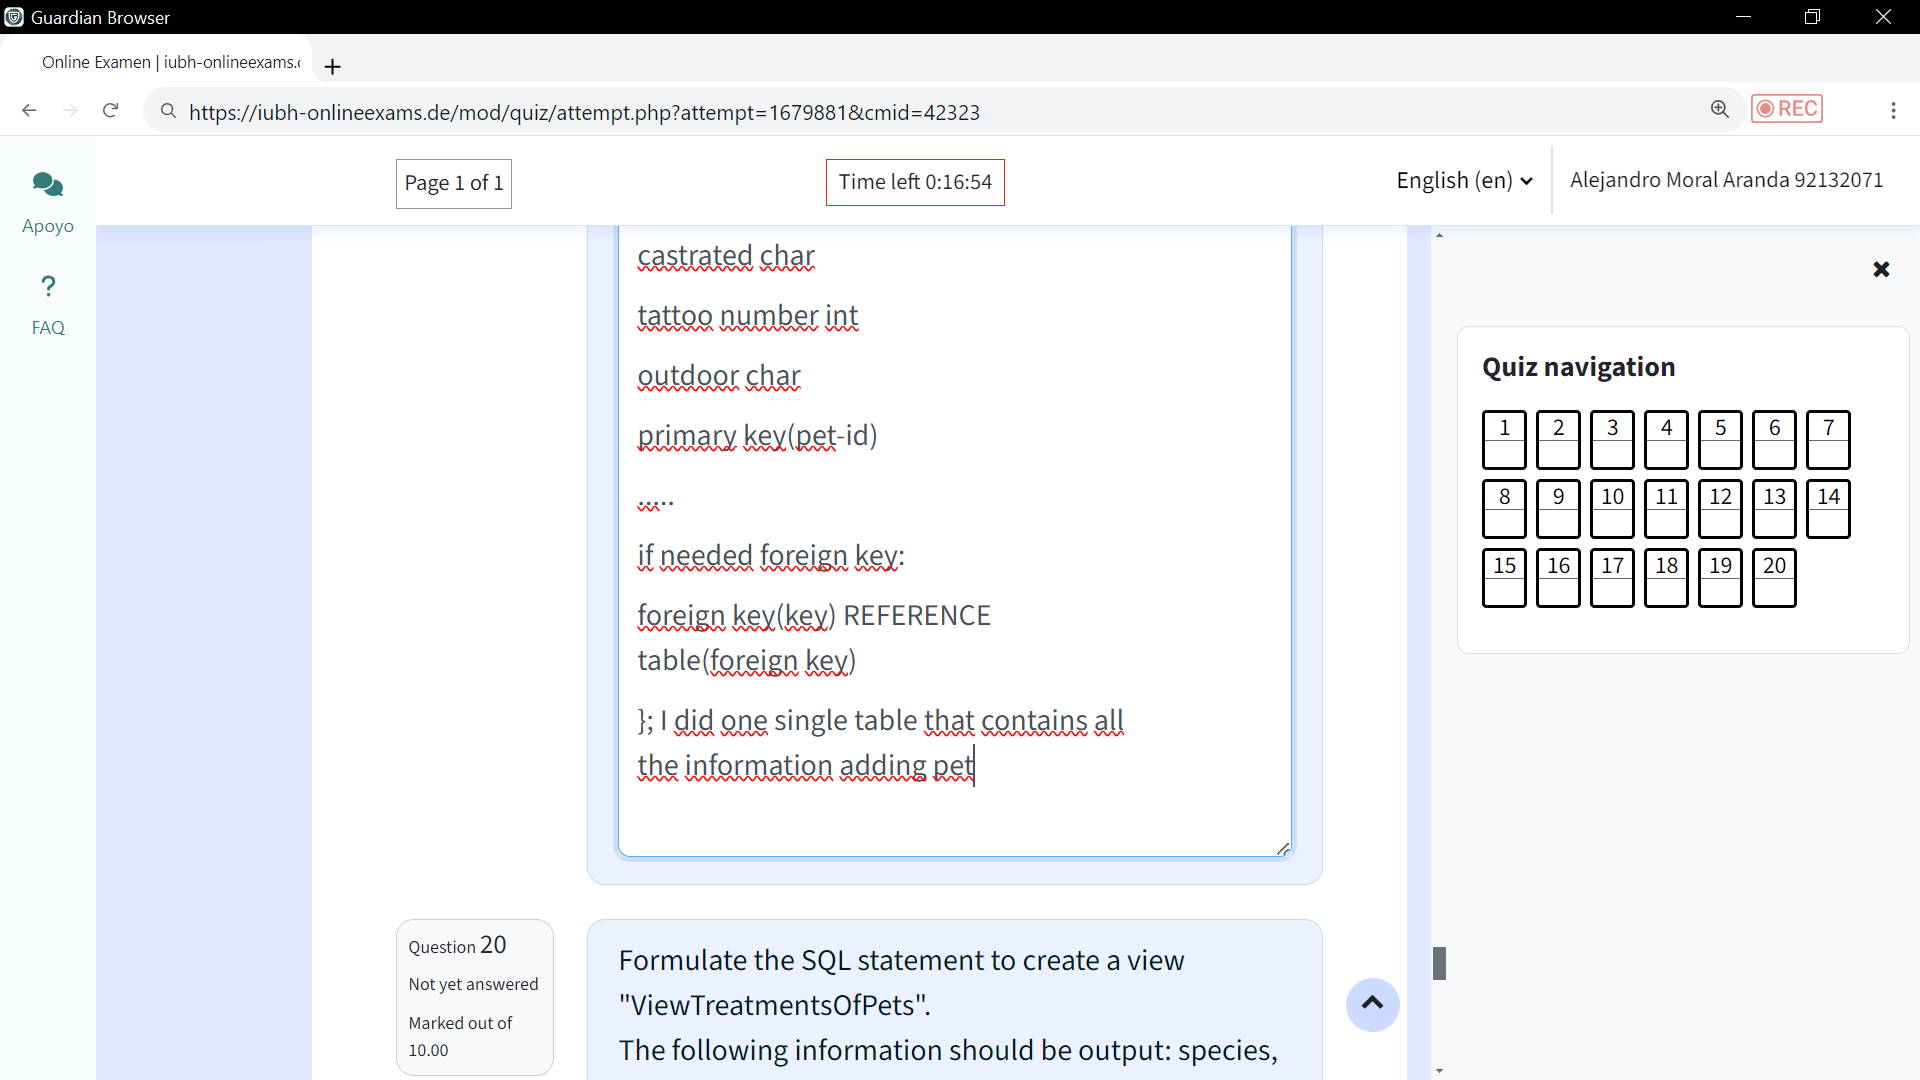 Guardian Browser
Online Examen | iubh-onlineexams.
https://iubh-onlineexams.de/mod/quiz/attempt.php?attempt=1679881&cmid=42323
REC
Page 1 of 1
Time left 0:16:54
English (en)
Alejandro Moral Aranda 92132071
Apoyo
?
FAQ
castrated char
tattoo number int
outdoor char
primary key(pet-id)
.....
if needed foreign key:
foreign key(key) REFERENCE
table(foreign key)
}; I did one single table that contains all
the information adding pet
Quiz navigation
1 2 3 4 5 6 7
8 9 10 11 12 13 14
15 16 17 18 19 20
Question 20
Not yet answered
Marked out of
10.00
Formulate the SQL statement to create a view
"ViewTreatmentsOfPets".
The following information should be output: species,